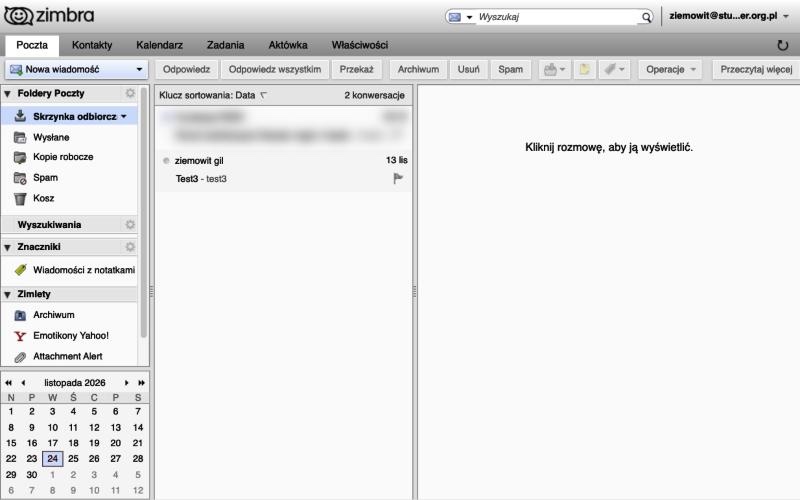 zimbra
Wyszukaj
ziemowit@stu...er.org.pl
Poczta Kontakty Kalendarz Zadania Aktówka Właściwości
Nowa wiadomość Odpowiedz Odpowiedz wszystkim Przekaż Archiwum Usuń Spam Operacje Przeczytaj więcej
Foldery Poczty
Skrzynka odbiorcz
Wysłane
Kopie robocze
Spam
Kosz
Wyszukiwania
Znaczniki
Wiadomości z notatkami
Zimlety
Archiwum
Emotikony Yahoo!
Attachment Alert
listopada 2026
N P W Ś C P S
1 2 3 4 5 6 7
8 9 10 11 12 13 14
15 16 17 18 19 20 21
22 23 24 25 26 27 28
29 30 1 2 3 4 5
6 7 8 9 10 11 12
Klucz sortowania: Data 2 konwersacje
ziemowit gil 13 lis
Test3 - test3
Kliknij rozmowę, aby ją wyświetlić.